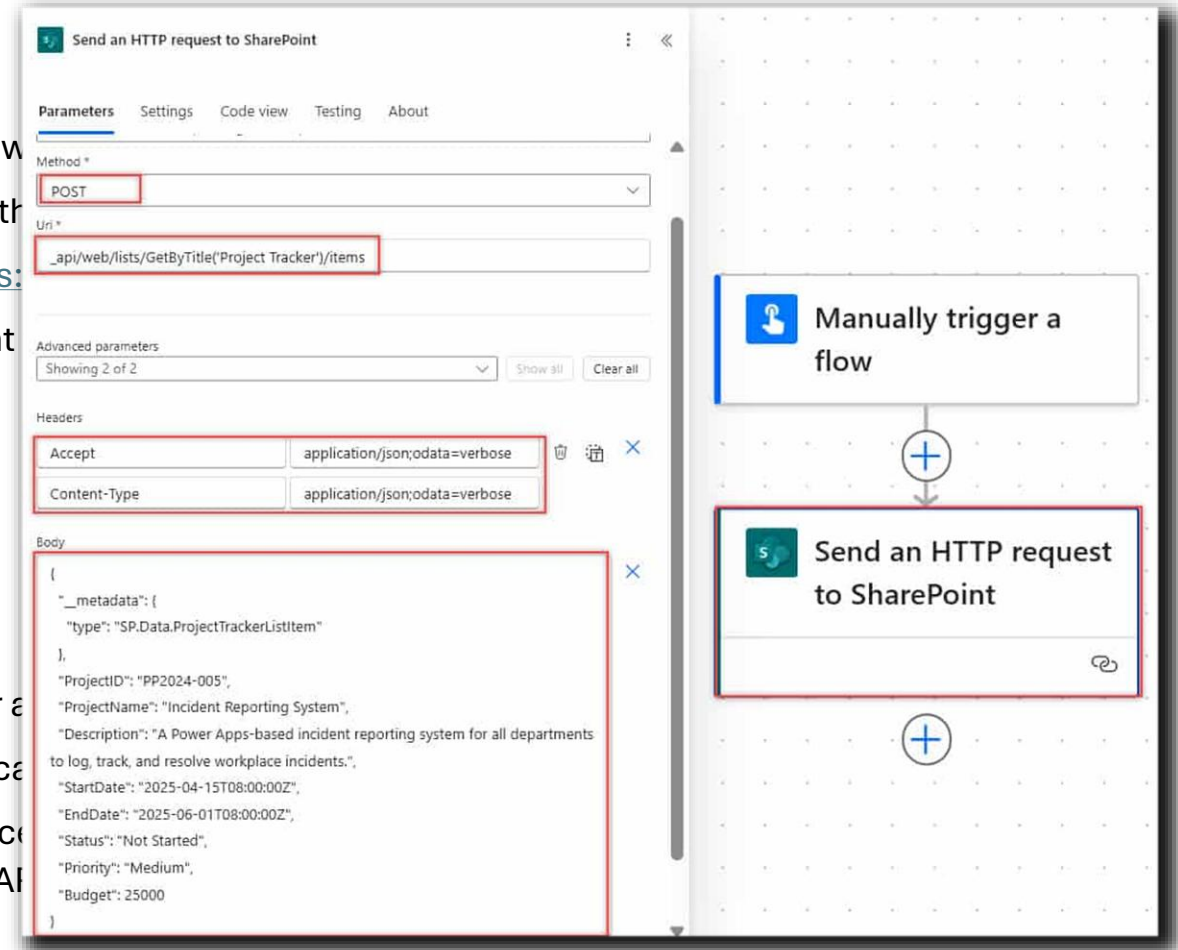 Send an HTTP request to SharePoint
Parameters Settings Code view Testing About
Method *
POST
Uri *
_api/web/lists/GetByTitle('Project Tracker')/items
Advanced parameters
Showing 2 of 2
Show all
Clear all
Headers
Accept application/json;odata=verbose
Content-Type application/json;odata=verbose
Body
{
"__metadata": {
"type": "SP.Data.ProjectTrackerListItem"
},
"ProjectID": "PP2024-005",
"ProjectName": "Incident Reporting System",
"Description": "A Power Apps-based incident reporting system for all departments
to log, track, and resolve workplace incidents.",
"StartDate": "2025-04-15T08:00:00Z",
"EndDate": "2025-06-01T08:00:00Z",
"Status": "Not Started",
"Priority": "Medium",
"Budget": 25000
}
Manually trigger a
flow
Send an HTTP request
to SharePoint